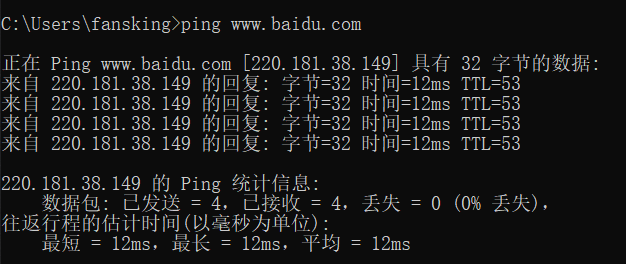 C:\Users\fansking>ping www.baidu.com
正在 Ping www.baidu.com [220.181.38.149] 具有 32 字节的数据:
来自 220.181.38.149 的回复: 字节=32 时间=12ms TTL=53
来自 220.181.38.149 的回复: 字节=32 时间=12ms TTL=53
来自 220.181.38.149 的回复: 字节=32 时间=12ms TTL=53
来自 220.181.38.149 的回复: 字节=32 时间=12ms TTL=53
220.181.38.149 的 Ping 统计信息:
数据包: 已发送 = 4，已接收 = 4，丢失 = 0 (0% 丢失)，
往返行程的估计时间(以毫秒为单位):
最短 = 12ms，最长 = 12ms，平均 = 12ms